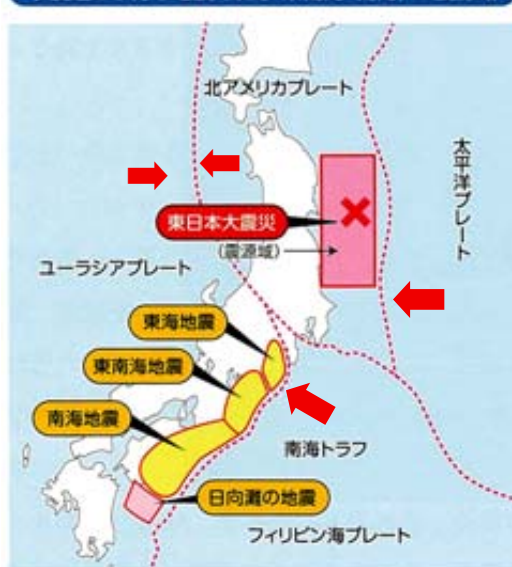 北アメリカプレート
太平洋プレート
東日本大震災
(震源域)
ユーラシアプレート
東海地震
東南海地震
南海地震
南海トラフ
日向灘の地震
フィリピン海プレート